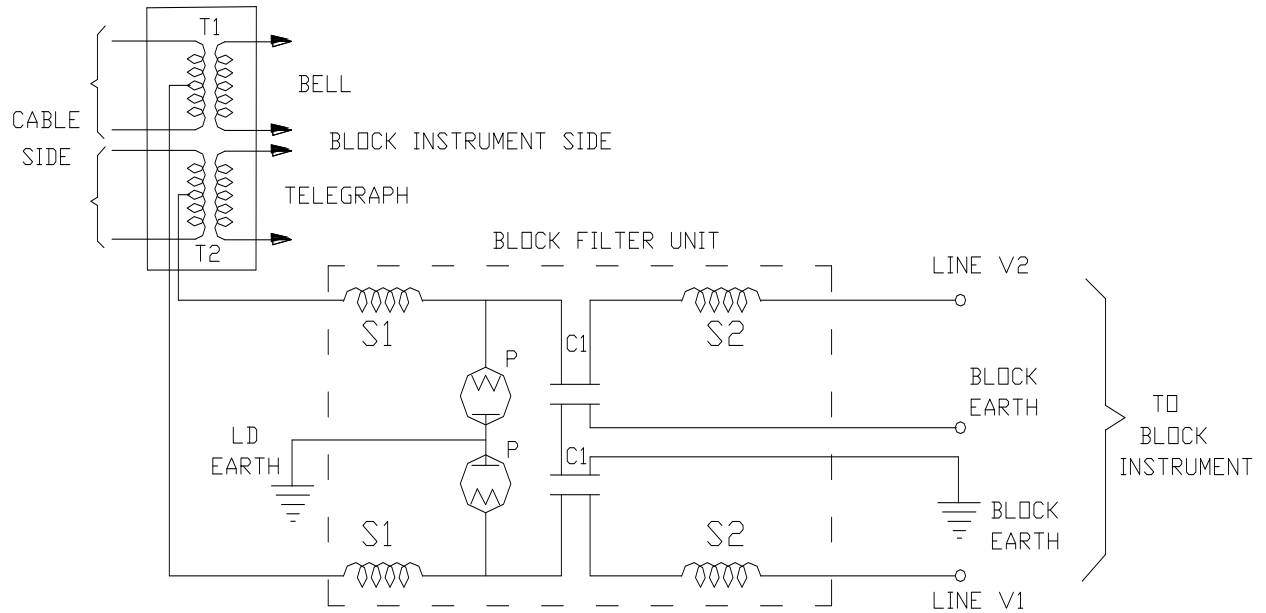 T1
BELL
CABLE
SIDE
BLOCK INSTRUMENT SIDE
TELEGRAPH
T2
BLOCK FILTER UNIT
LINE V2
S1
S2
C1
P
BLOCK
EARTH
TO
BLOCK
INSTRUMENT
LD
EARTH
P
C1
BLOCK
EARTH
S1
S2
LINE V1